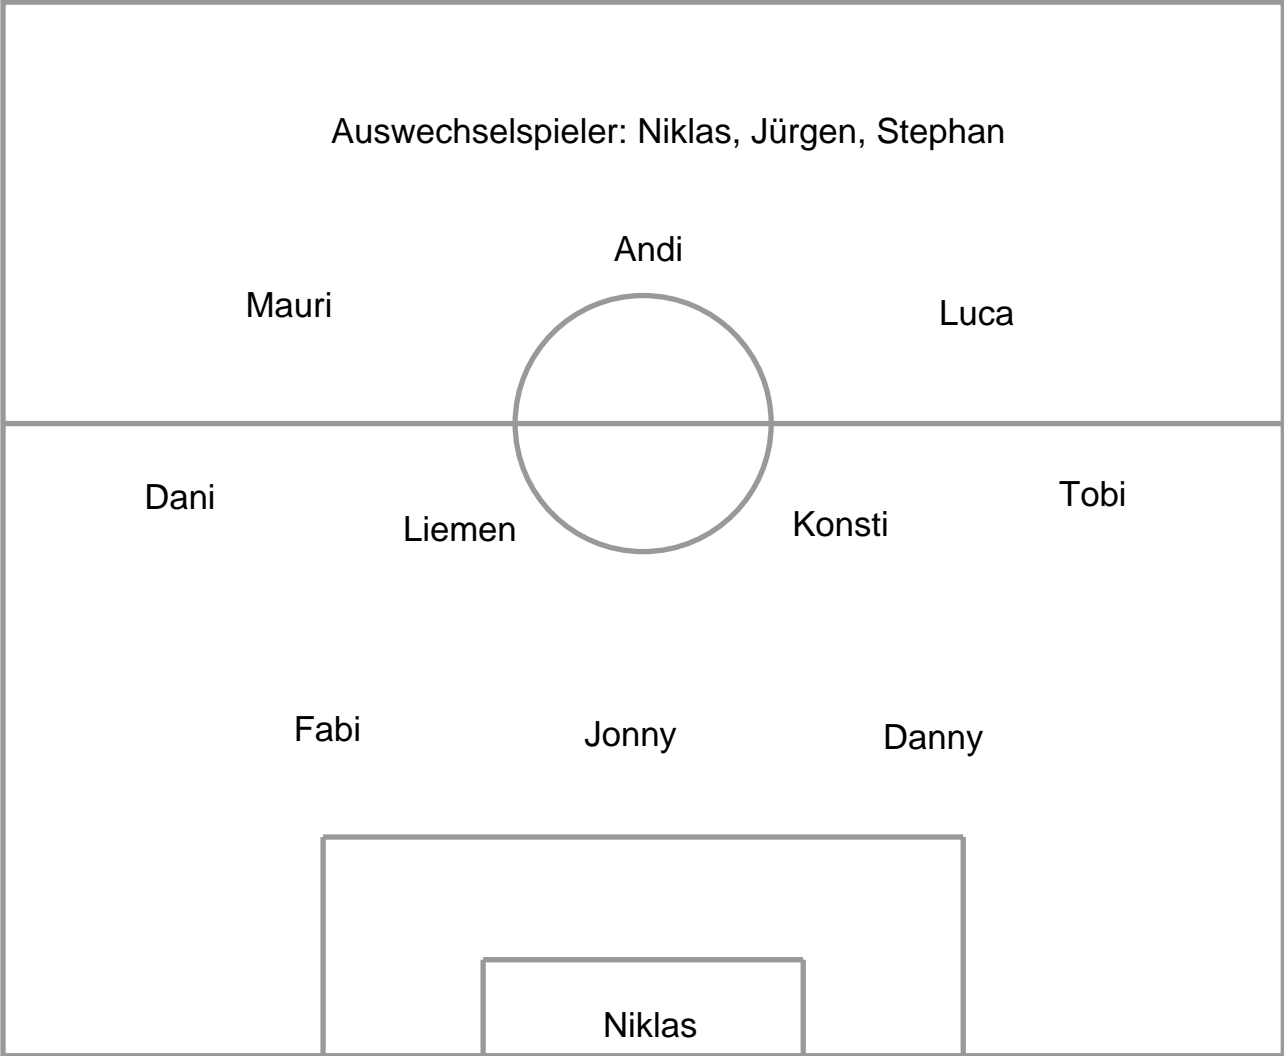 Auswechselspieler: Niklas, Jürgen, Stephan
Andi
Mauri
Luca
Dani
Liemen
Konsti
Tobi
Fabi
Jonny
Danny
Niklas